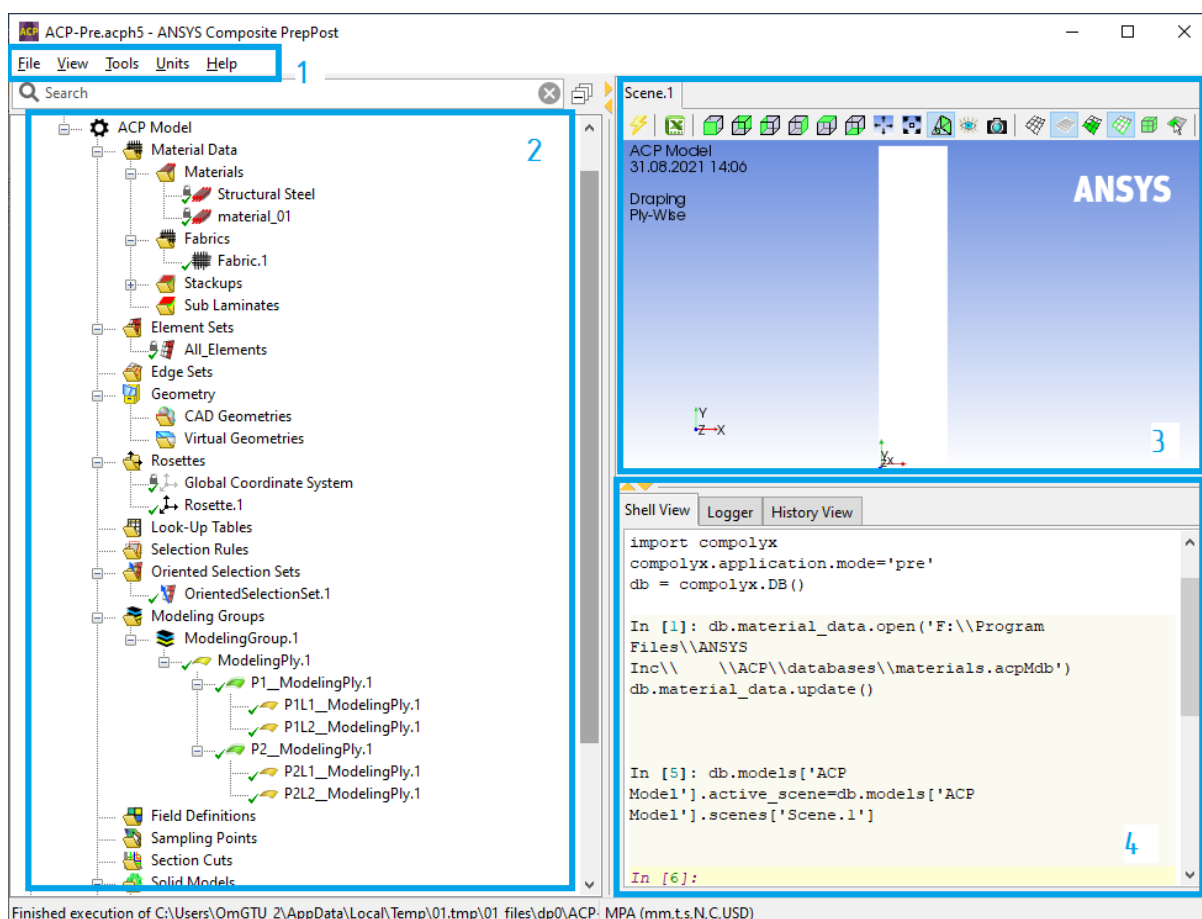 ACP-Pre.acph5 - ANSYS Composite PrepPost
File View Tools Units Help
1
Search
2
ACP Model
Material Data
Materials
Structural Steel
material_01
Fabrics
Fabric.1
Stackups
Sub Laminates
Element Sets
All_Elements
Edge Sets
Geometry
CAD Geometries
Virtual Geometries
Rosettes
Global Coordinate System
Rosette.1
Look-Up Tables
Selection Rules
Oriented Selection Sets
OrientedSelectionSet.1
Modeling Groups
ModelingGroup.1
ModelingPly.1
P1__ModelingPly.1
P1L1__ModelingPly.1
P1L2__ModelingPly.1
P2__ModelingPly.1
P2L1__ModelingPly.1
P2L2__ModelingPly.1
Field Definitions
Sampling Points
Section Cuts
Solid Models
Scene.1
ACP Model
31.08.2021 14:06
Draping
Ply-Wise
ANSYS
Y
Z X
Y
ZX
3
Shell View Logger History View
import compolyx
compolyx.application.mode='pre'
db = compolyx.DB()
In [1]: db.material_data.open('F:\\Program
Files\\ANSYS
Inc\\ \\ACP\\databases\\materials.acpMdb')
db.material_data.update()
In [5]: db.models['ACP
Model'].active_scene=db.models['ACP
Model'].scenes['Scene.1']
4
In [6]:
Finished execution of C:\Users\OmGTU_2\AppData\Local\Temp\01.tmp\01_files\dp0\ACP- MPA (mm,t,s,N,C,USD)